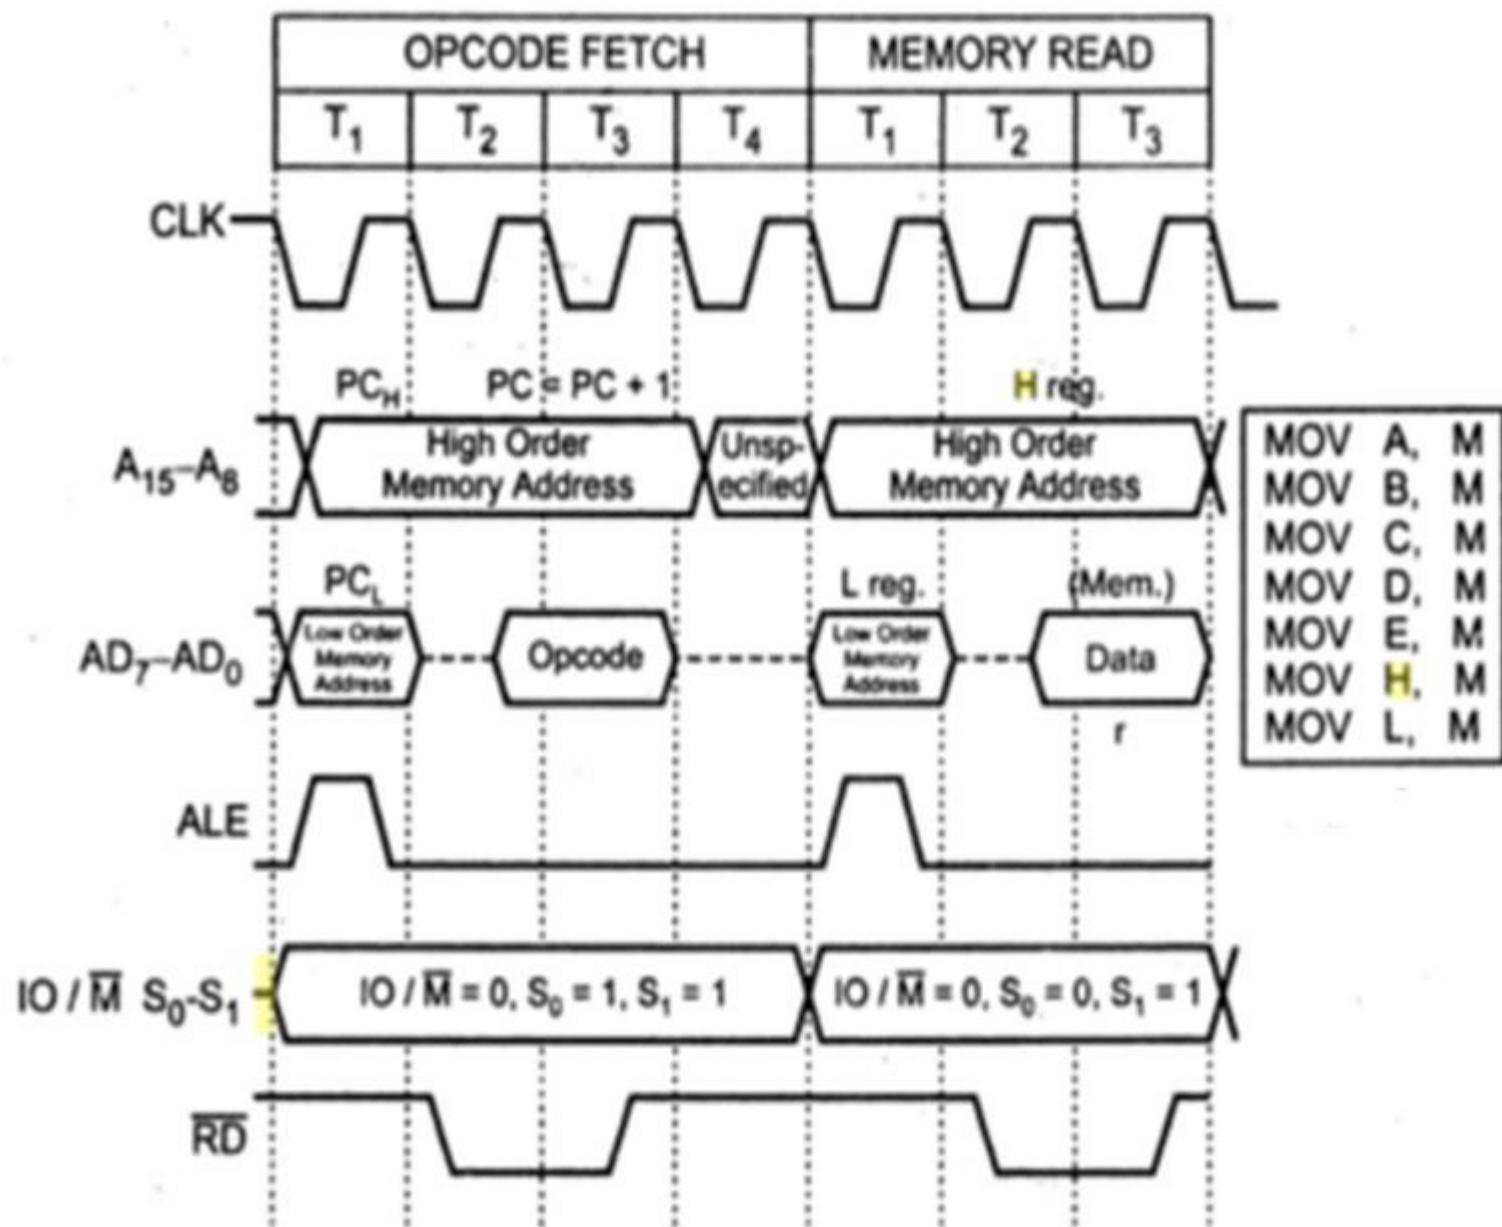 OPCODE FETCH MEMORY READ
T₁ T₂ T₃ T₄ T₁ T₂ T₃
CLK
PC_H PC = PC + 1 H reg.
A₁₅–A₈
High Order
Memory Address
Unsp-
ecified
High Order
Memory Address
PC_L L reg. (Mem.)
AD₇–AD₀
Low Order
Memory
Address
Opcode
Low Order
Memory
Address
Data
r
MOV A, M
MOV B, M
MOV C, M
MOV D, M
MOV E, M
MOV H, M
MOV L, M
ALE
IO / M̅ S₀-S₁
IO / M̅ = 0, S₀ = 1, S₁ = 1
IO / M̅ = 0, S₀ = 0, S₁ = 1
R̅D̅